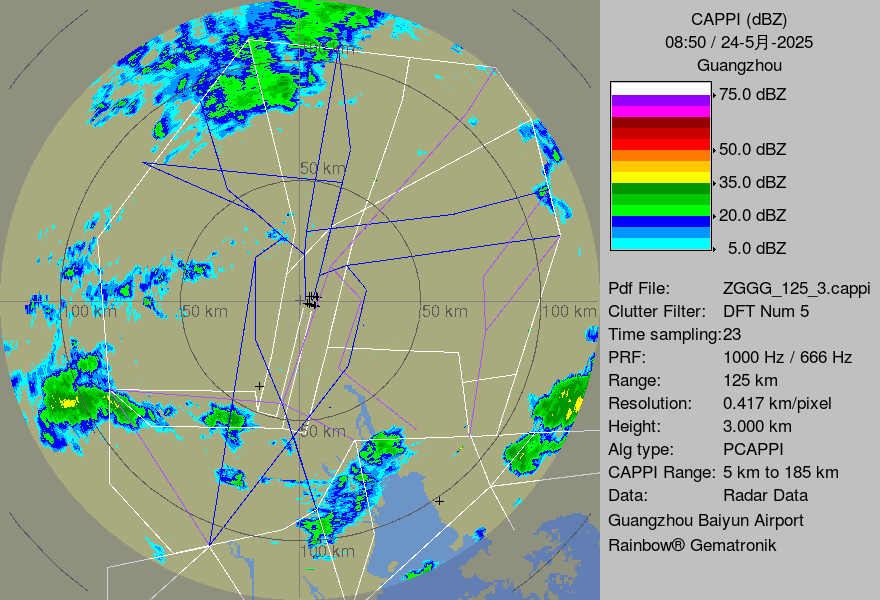 CAPPI (dBZ)
08:50 / 24-5月-2025
Guangzhou
75.0 dBZ
50.0 dBZ
35.0 dBZ
20.0 dBZ
5.0 dBZ
50 km
100 km
50 km
50 km
100 km
50 km
100 km
Pdf File: ZGGG_125_3.cappi
Clutter Filter: DFT Num 5
Time sampling:23
PRF: 1000 Hz / 666 Hz
Range: 125 km
Resolution: 0.417 km/pixel
Height: 3.000 km
Alg type: PCAPPI
CAPPI Range: 5 km to 185 km
Data: Radar Data
Guangzhou Baiyun Airport
Rainbow® Gematronik